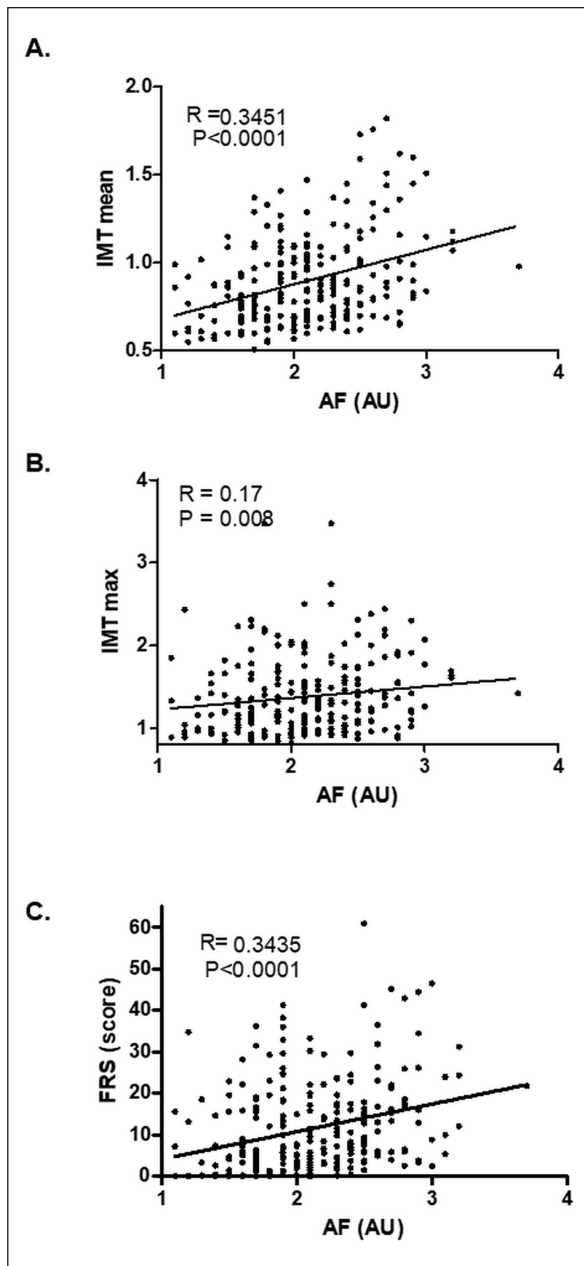 A.
2.0
R =0.3451
P<0.0001
1.5
IMT mean
1.0
0.5
1 2 3 4
AF (AU)
B.
4
R = 0.17
P = 0.008
3
IMT max
2
1
1 2 3 4
AF (AU)
C.
60
R= 0.3435
P<0.0001
50
40
FRS (score)
30
20
10
0
1 2 3 4
AF (AU)